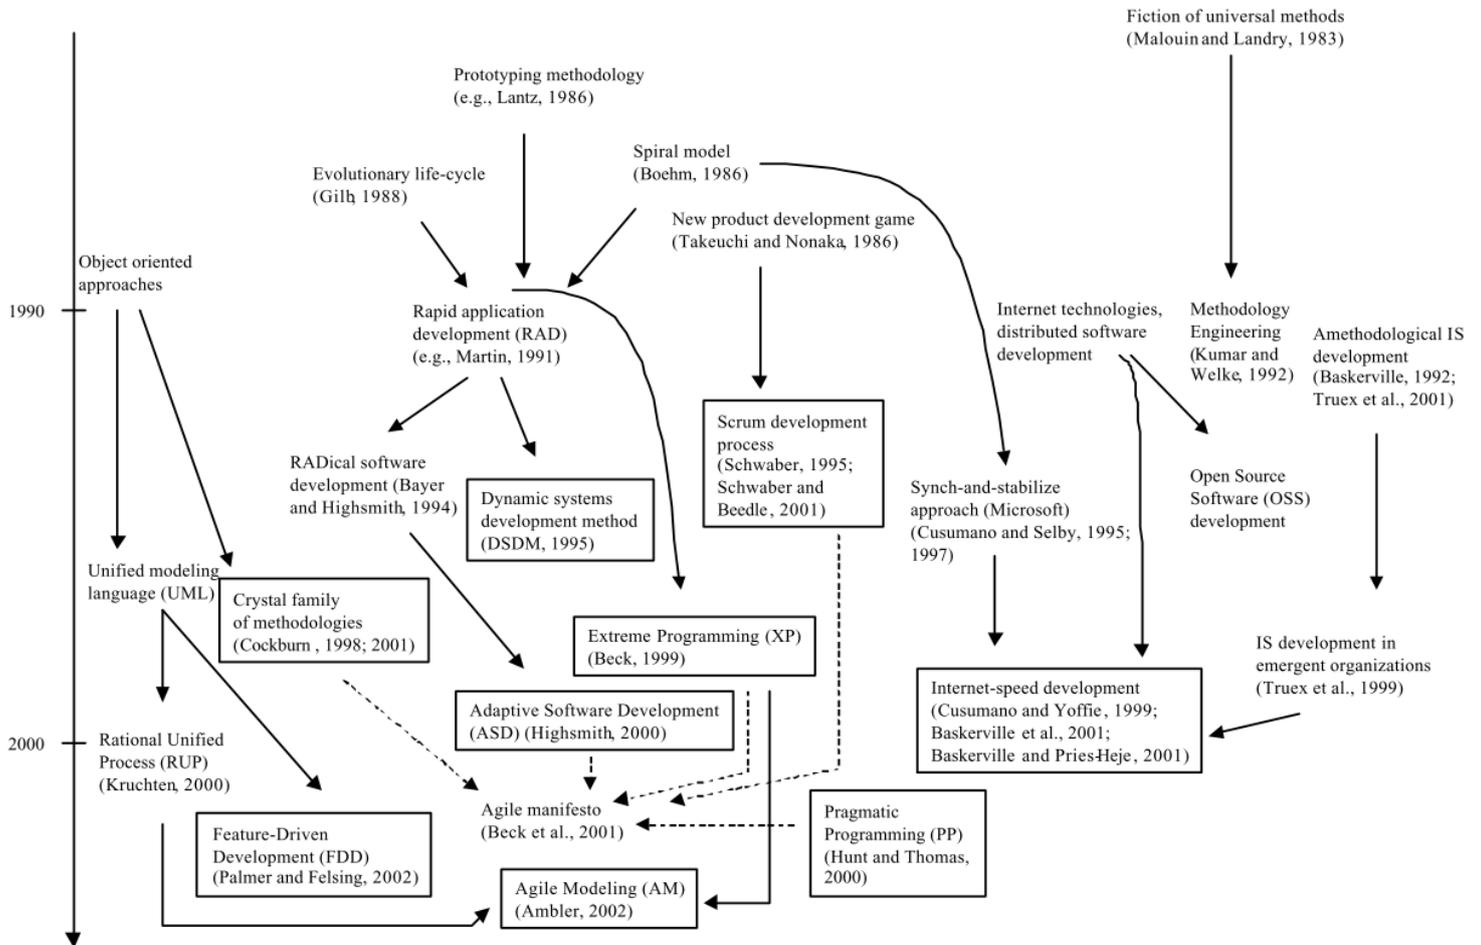 Fiction of universal methods
(Malouin and Landry, 1983)
Prototyping methodology
(e.g., Lantz, 1986)
Spiral model
(Boehm, 1986)
Evolutionary life-cycle
(Gilb, 1988)
New product development game
(Takeuchi and Nonaka, 1986)
Object oriented
approaches
1990
Rapid application
development (RAD)
(e.g., Martin, 1991)
Internet technologies,
distributed software
development
Methodology
Engineering
(Kumar and
Welke, 1992)
Amethodological IS
development
(Baskerville, 1992;
Truex et al., 2001)
Scrum development
process
(Schwaber, 1995;
Schwaber and
Beedle, 2001)
RADical software
development (Bayer
and Highsmith, 1994)
Dynamic systems
development method
(DSDM, 1995)
Synch-and-stabilize
approach (Microsoft)
(Cusumano and Selby, 1995;
1997)
Open Source
Software (OSS)
development
Unified modeling
language (UML)
Crystal family
of methodologies
(Cockburn, 1998; 2001)
Extreme Programming (XP)
(Beck, 1999)
IS development in
emergent organizations
(Truex et al., 1999)
Internet-speed development
(Cusumano and Yoffie, 1999;
Baskerville et al., 2001;
Baskerville and Pries-Heje, 2001)
Adaptive Software Development
(ASD) (Highsmith, 2000)
2000
Rational Unified
Process (RUP)
(Kruchten, 2000)
Agile manifesto
(Beck et al., 2001)
Pragmatic
Programming (PP)
(Hunt and Thomas,
2000)
Feature-Driven
Development (FDD)
(Palmer and Felsing, 2002)
Agile Modeling (AM)
(Ambler, 2002)